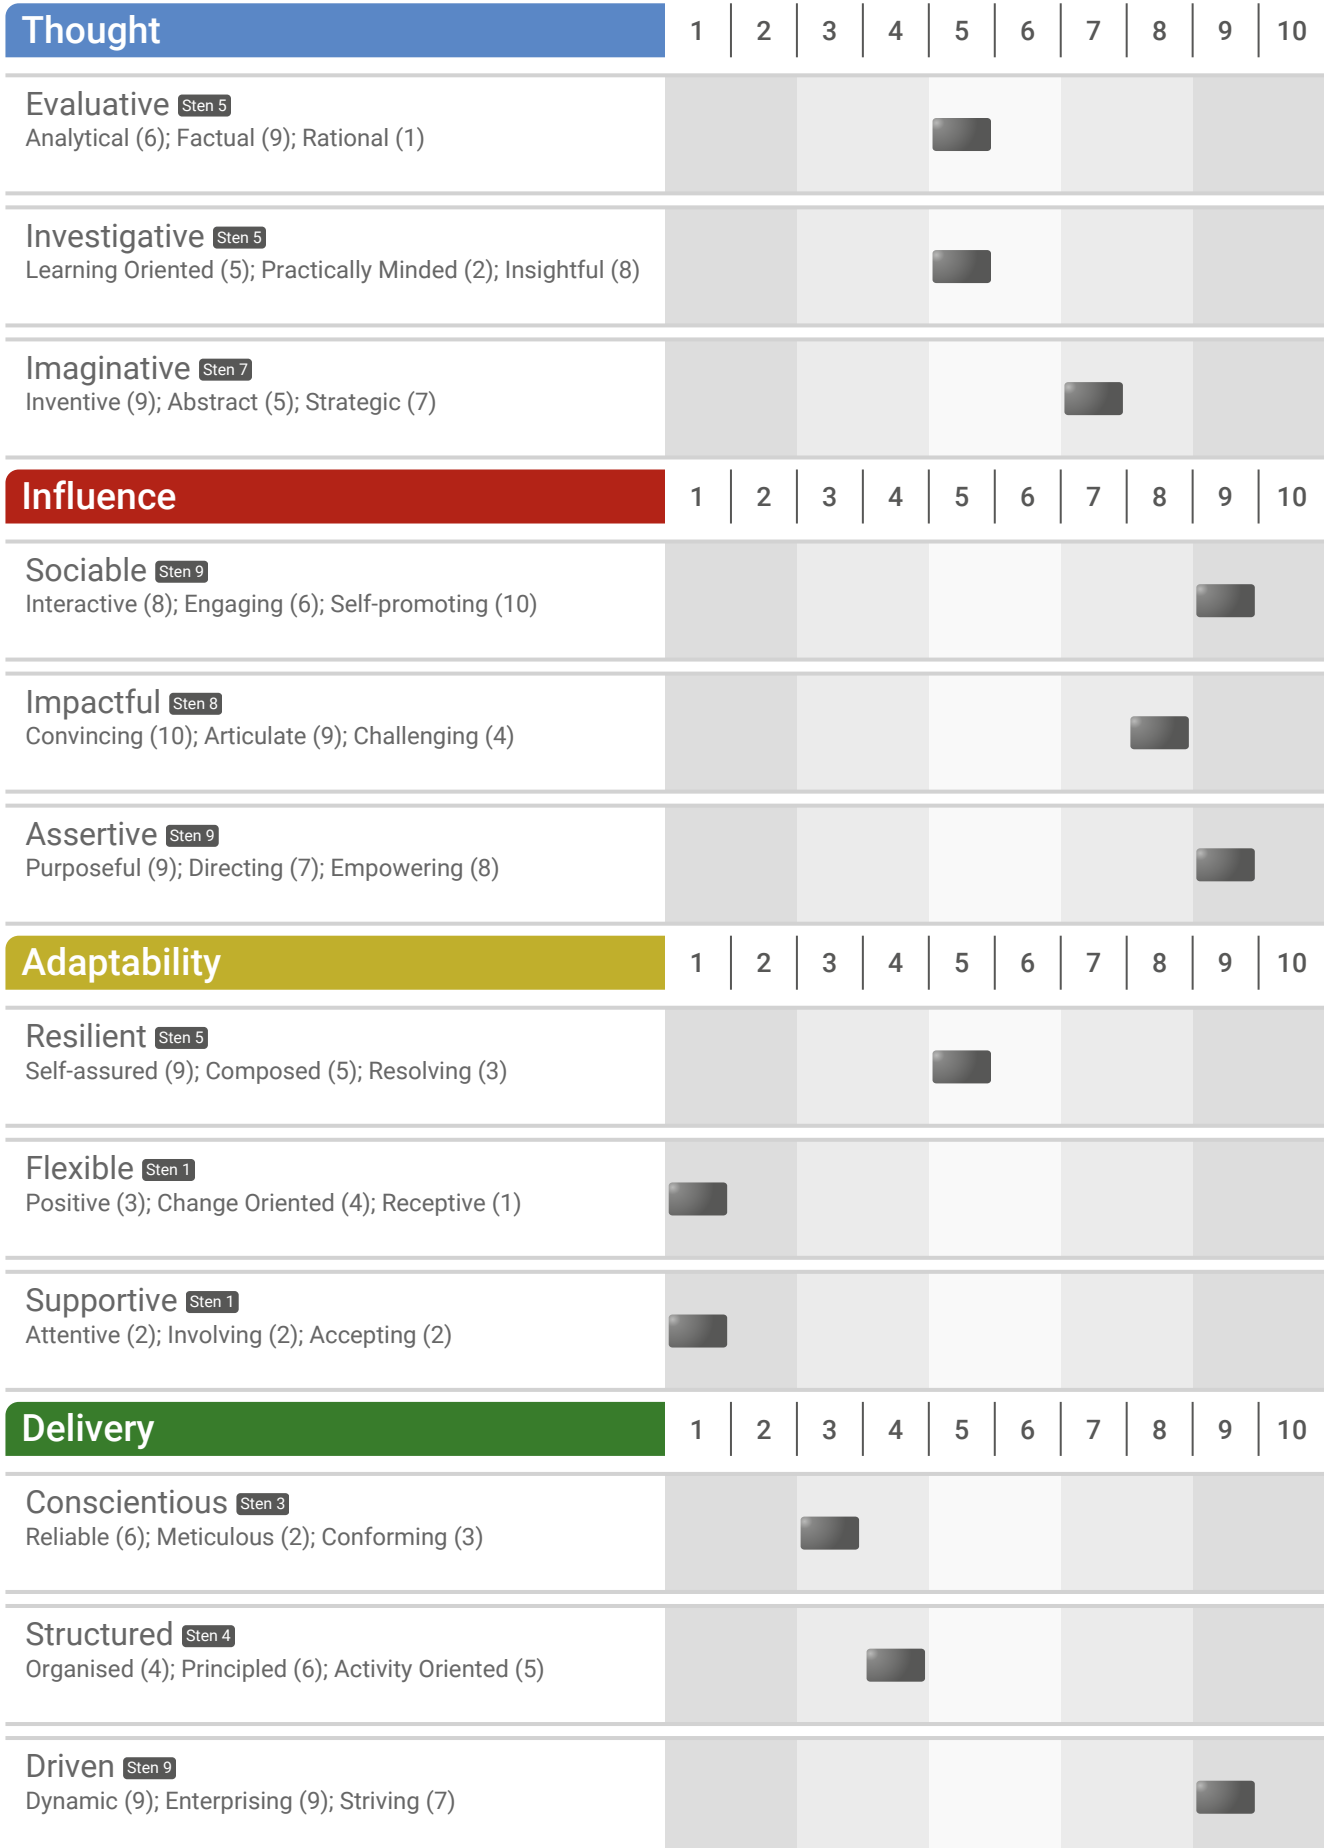 Thought 1 2 3 4 5 6 7 8 9 10
Evaluative Sten 5
Analytical (6); Factual (9); Rational (1)
Investigative Sten 5
Learning Oriented (5); Practically Minded (2); Insightful (8)
Imaginative Sten 7
Inventive (9); Abstract (5); Strategic (7)
Influence 1 2 3 4 5 6 7 8 9 10
Sociable Sten 9
Interactive (8); Engaging (6); Self-promoting (10)
Impactful Sten 8
Convincing (10); Articulate (9); Challenging (4)
Assertive Sten 9
Purposeful (9); Directing (7); Empowering (8)
Adaptability 1 2 3 4 5 6 7 8 9 10
Resilient Sten 5
Self-assured (9); Composed (5); Resolving (3)
Flexible Sten 1
Positive (3); Change Oriented (4); Receptive (1)
Supportive Sten 1
Attentive (2); Involving (2); Accepting (2)
Delivery 1 2 3 4 5 6 7 8 9 10
Conscientious Sten 3
Reliable (6); Meticulous (2); Conforming (3)
Structured Sten 4
Organised (4); Principled (6); Activity Oriented (5)
Driven Sten 9
Dynamic (9); Enterprising (9); Striving (7)